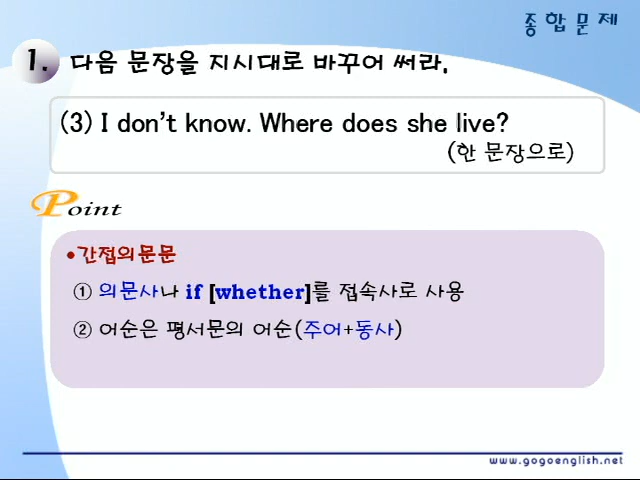 종합문제
1. 다음 문장을 지시대로 바꾸어 써라.
(3) I don't know. Where does she live?
(한 문장으로)
Point
•간접의문문
① 의문사나 if [whether]를 접속사로 사용
② 어순은 평서문의 어순(주어+동사)
www.gogoenglish.net